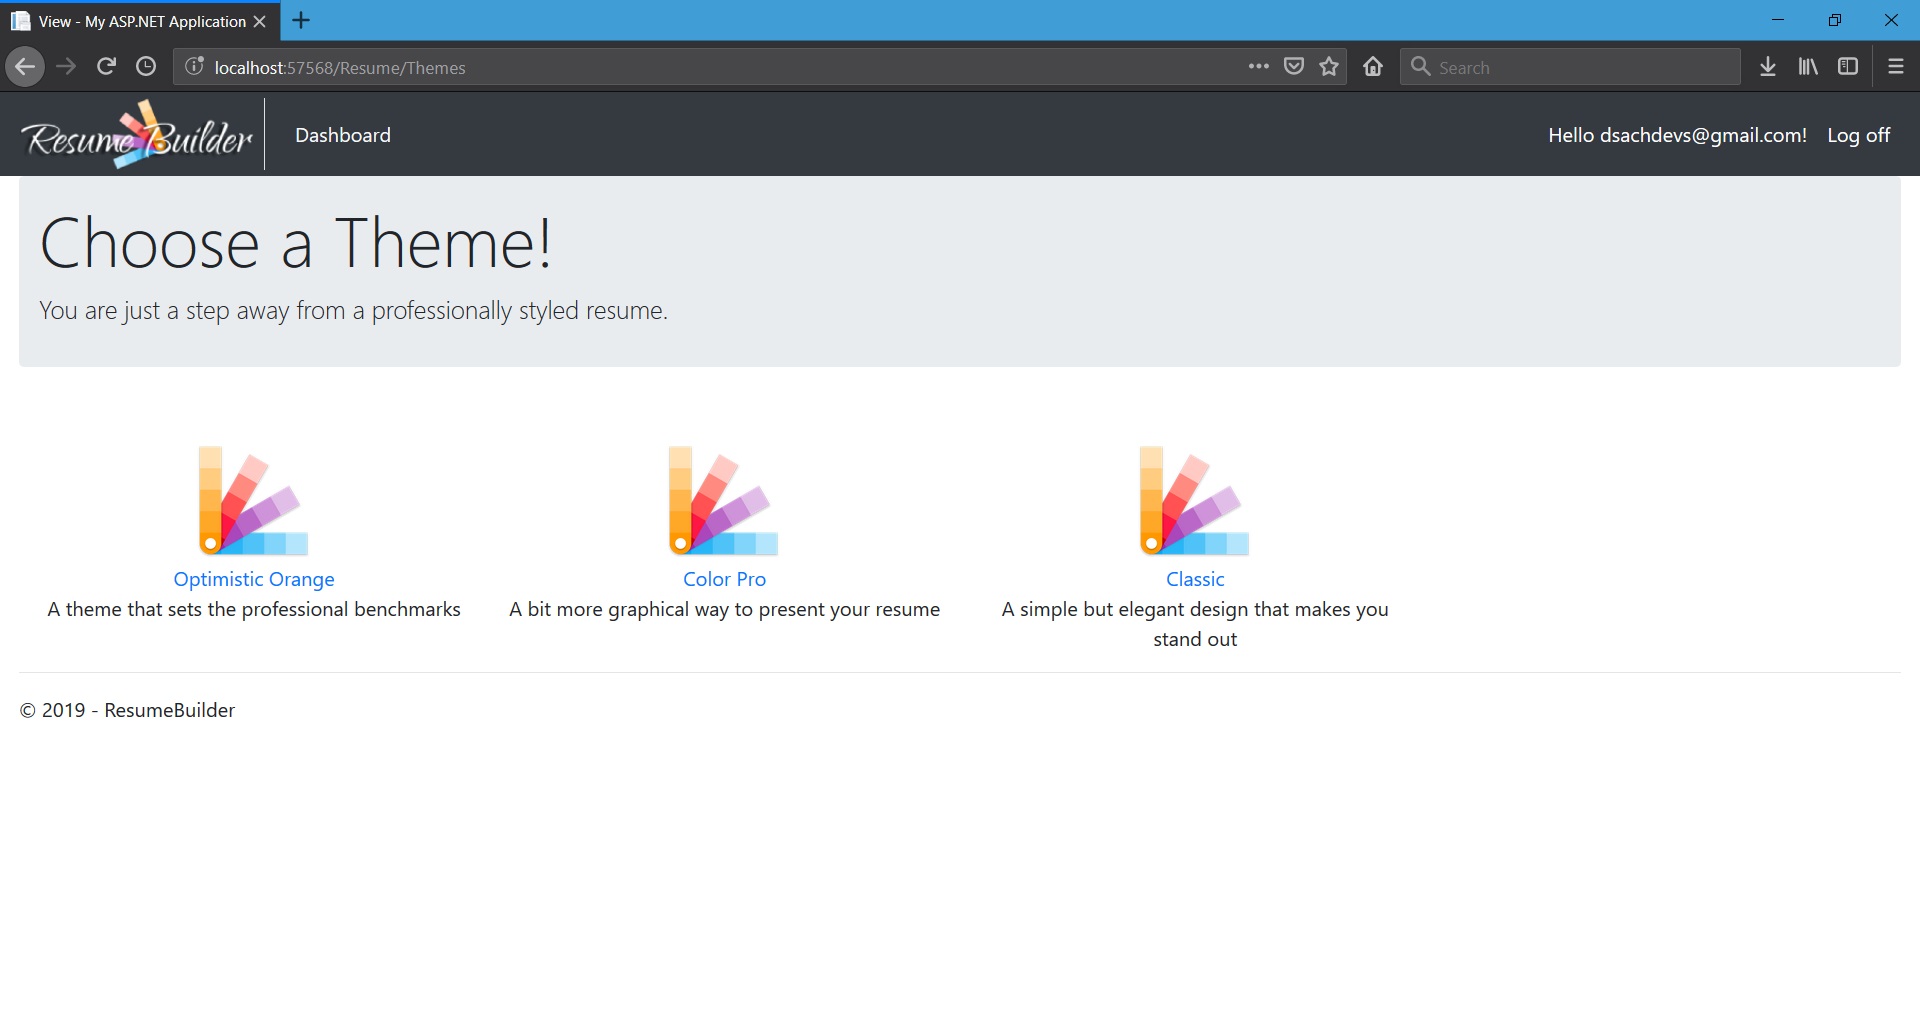 View - My ASP.NET Application
localhost:57568/Resume/Themes
Search
Resume Builder
Dashboard
Hello dsachdevs@gmail.com!
Log off
Choose a Theme!
You are just a step away from a professionally styled resume.
Optimistic Orange
A theme that sets the professional benchmarks
Color Pro
A bit more graphical way to present your resume
Classic
A simple but elegant design that makes you
stand out
© 2019 - ResumeBuilder